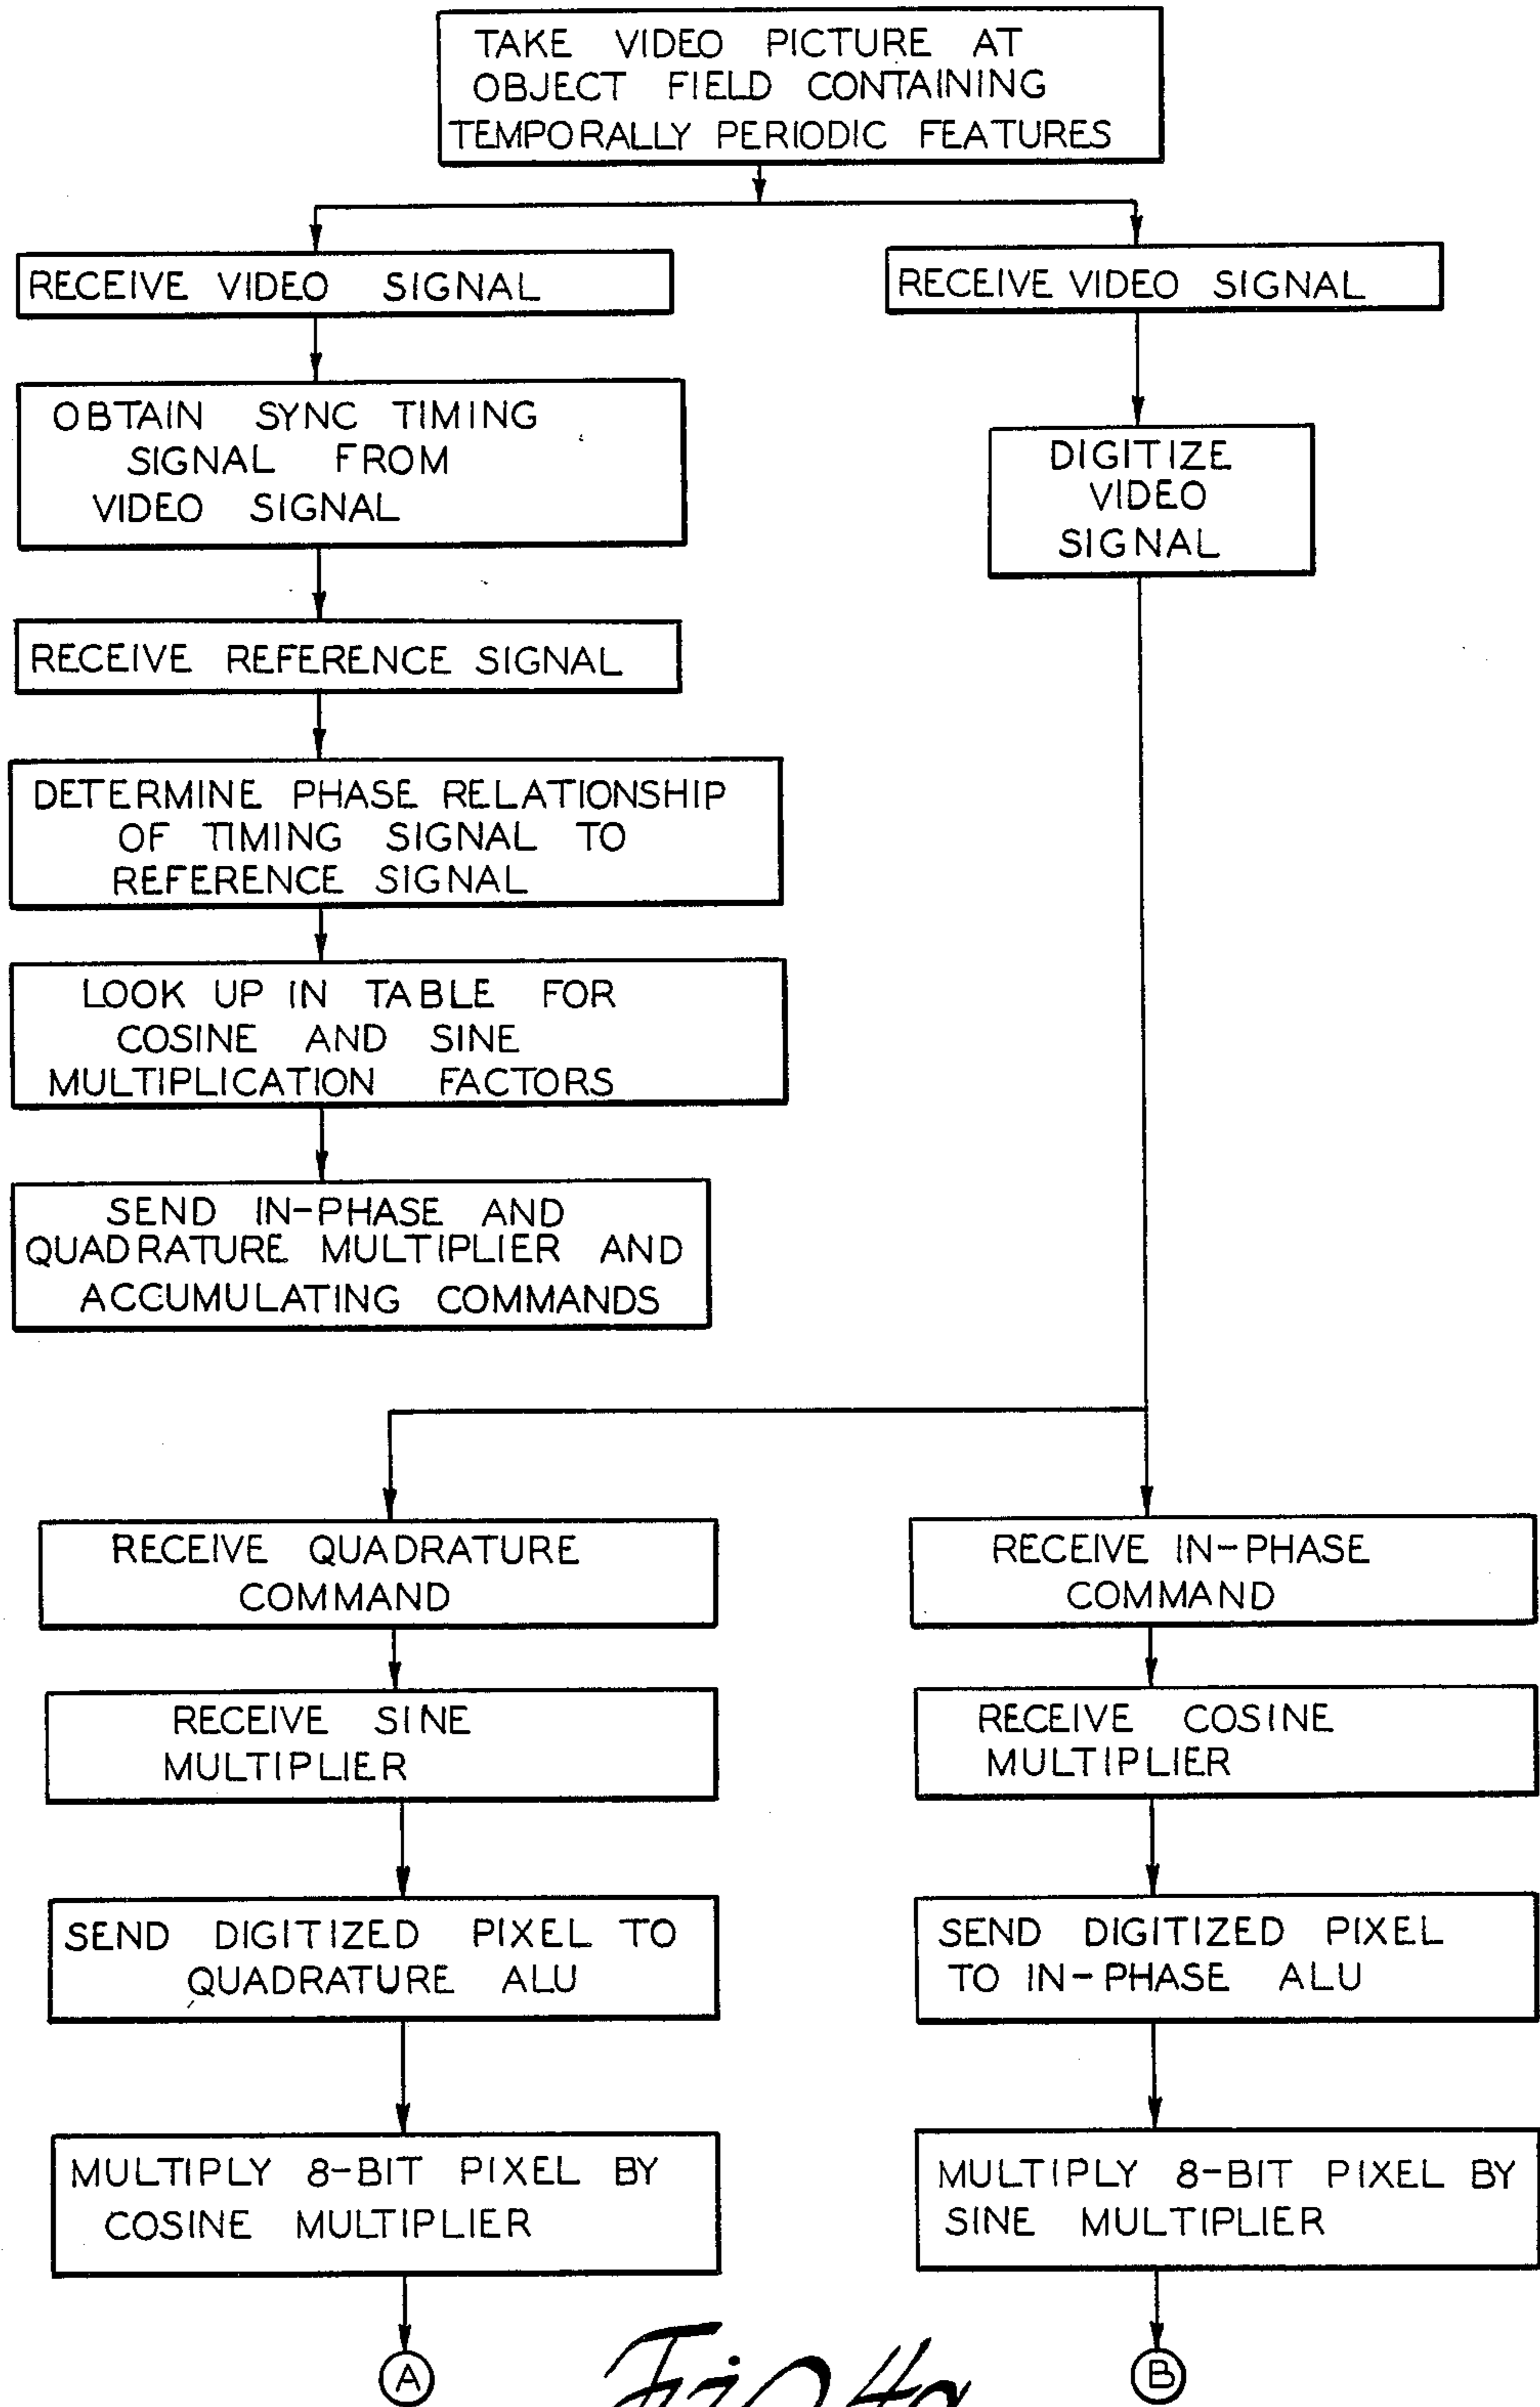 TAKE VIDEO PICTURE AT
OBJECT FIELD CONTAINING
TEMPORALLY PERIODIC FEATURES
RECEIVE VIDEO SIGNAL
OBTAIN SYNC TIMING
SIGNAL FROM
VIDEO SIGNAL
RECEIVE REFERENCE SIGNAL
DETERMINE PHASE RELATIONSHIP
OF TIMING SIGNAL TO
REFERENCE SIGNAL
LOOK UP IN TABLE FOR
COSINE AND SINE
MULTIPLICATION FACTORS
SEND IN-PHASE AND
QUADRATURE MULTIPLIER AND
ACCUMULATING COMMANDS
RECEIVE VIDEO SIGNAL
DIGITIZE
VIDEO
SIGNAL
RECEIVE QUADRATURE
COMMAND
RECEIVE SINE
MULTIPLIER
SEND DIGITIZED PIXEL TO
QUADRATURE ALU
MULTIPLY 8-BIT PIXEL BY
COSINE MULTIPLIER
A
RECEIVE IN-PHASE
COMMAND
RECEIVE COSINE
MULTIPLIER
SEND DIGITIZED PIXEL
TO IN-PHASE ALU
MULTIPLY 8-BIT PIXEL BY
SINE MULTIPLIER
B
Fig 4a